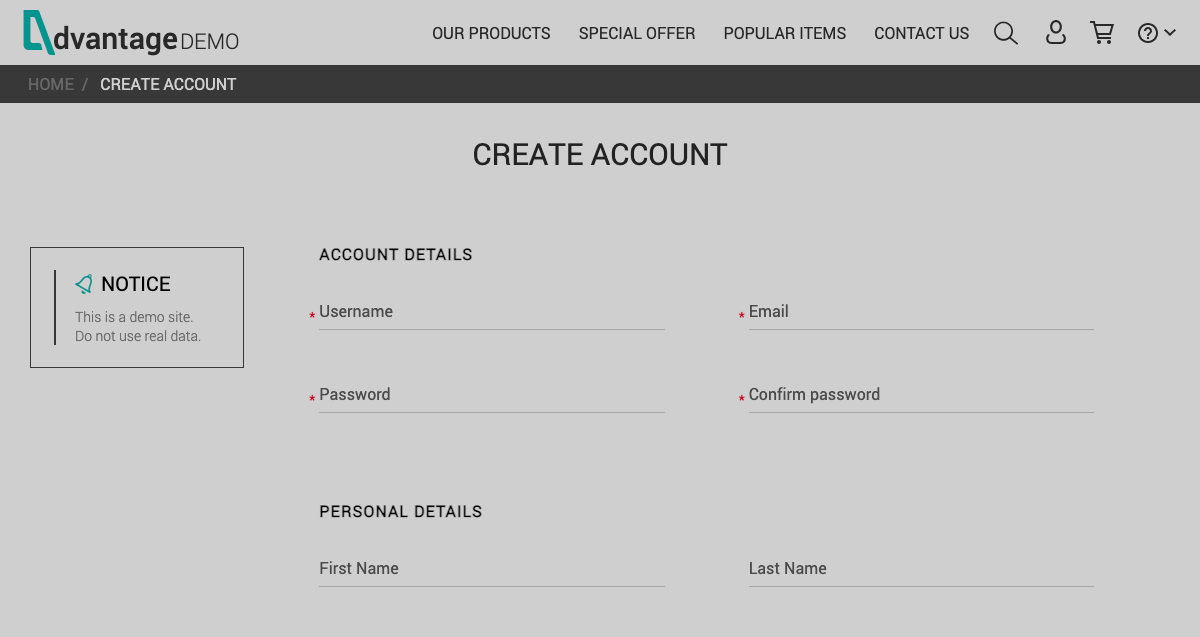 dvantage DEMO
OUR PRODUCTS SPECIAL OFFER POPULAR ITEMS CONTACT US ?
HOME / CREATE ACCOUNT
CREATE ACCOUNT
NOTICE
This is a demo site.
Do not use real data.
ACCOUNT DETAILS
* Username * Email
* Password * Confirm password
PERSONAL DETAILS
First Name Last Name